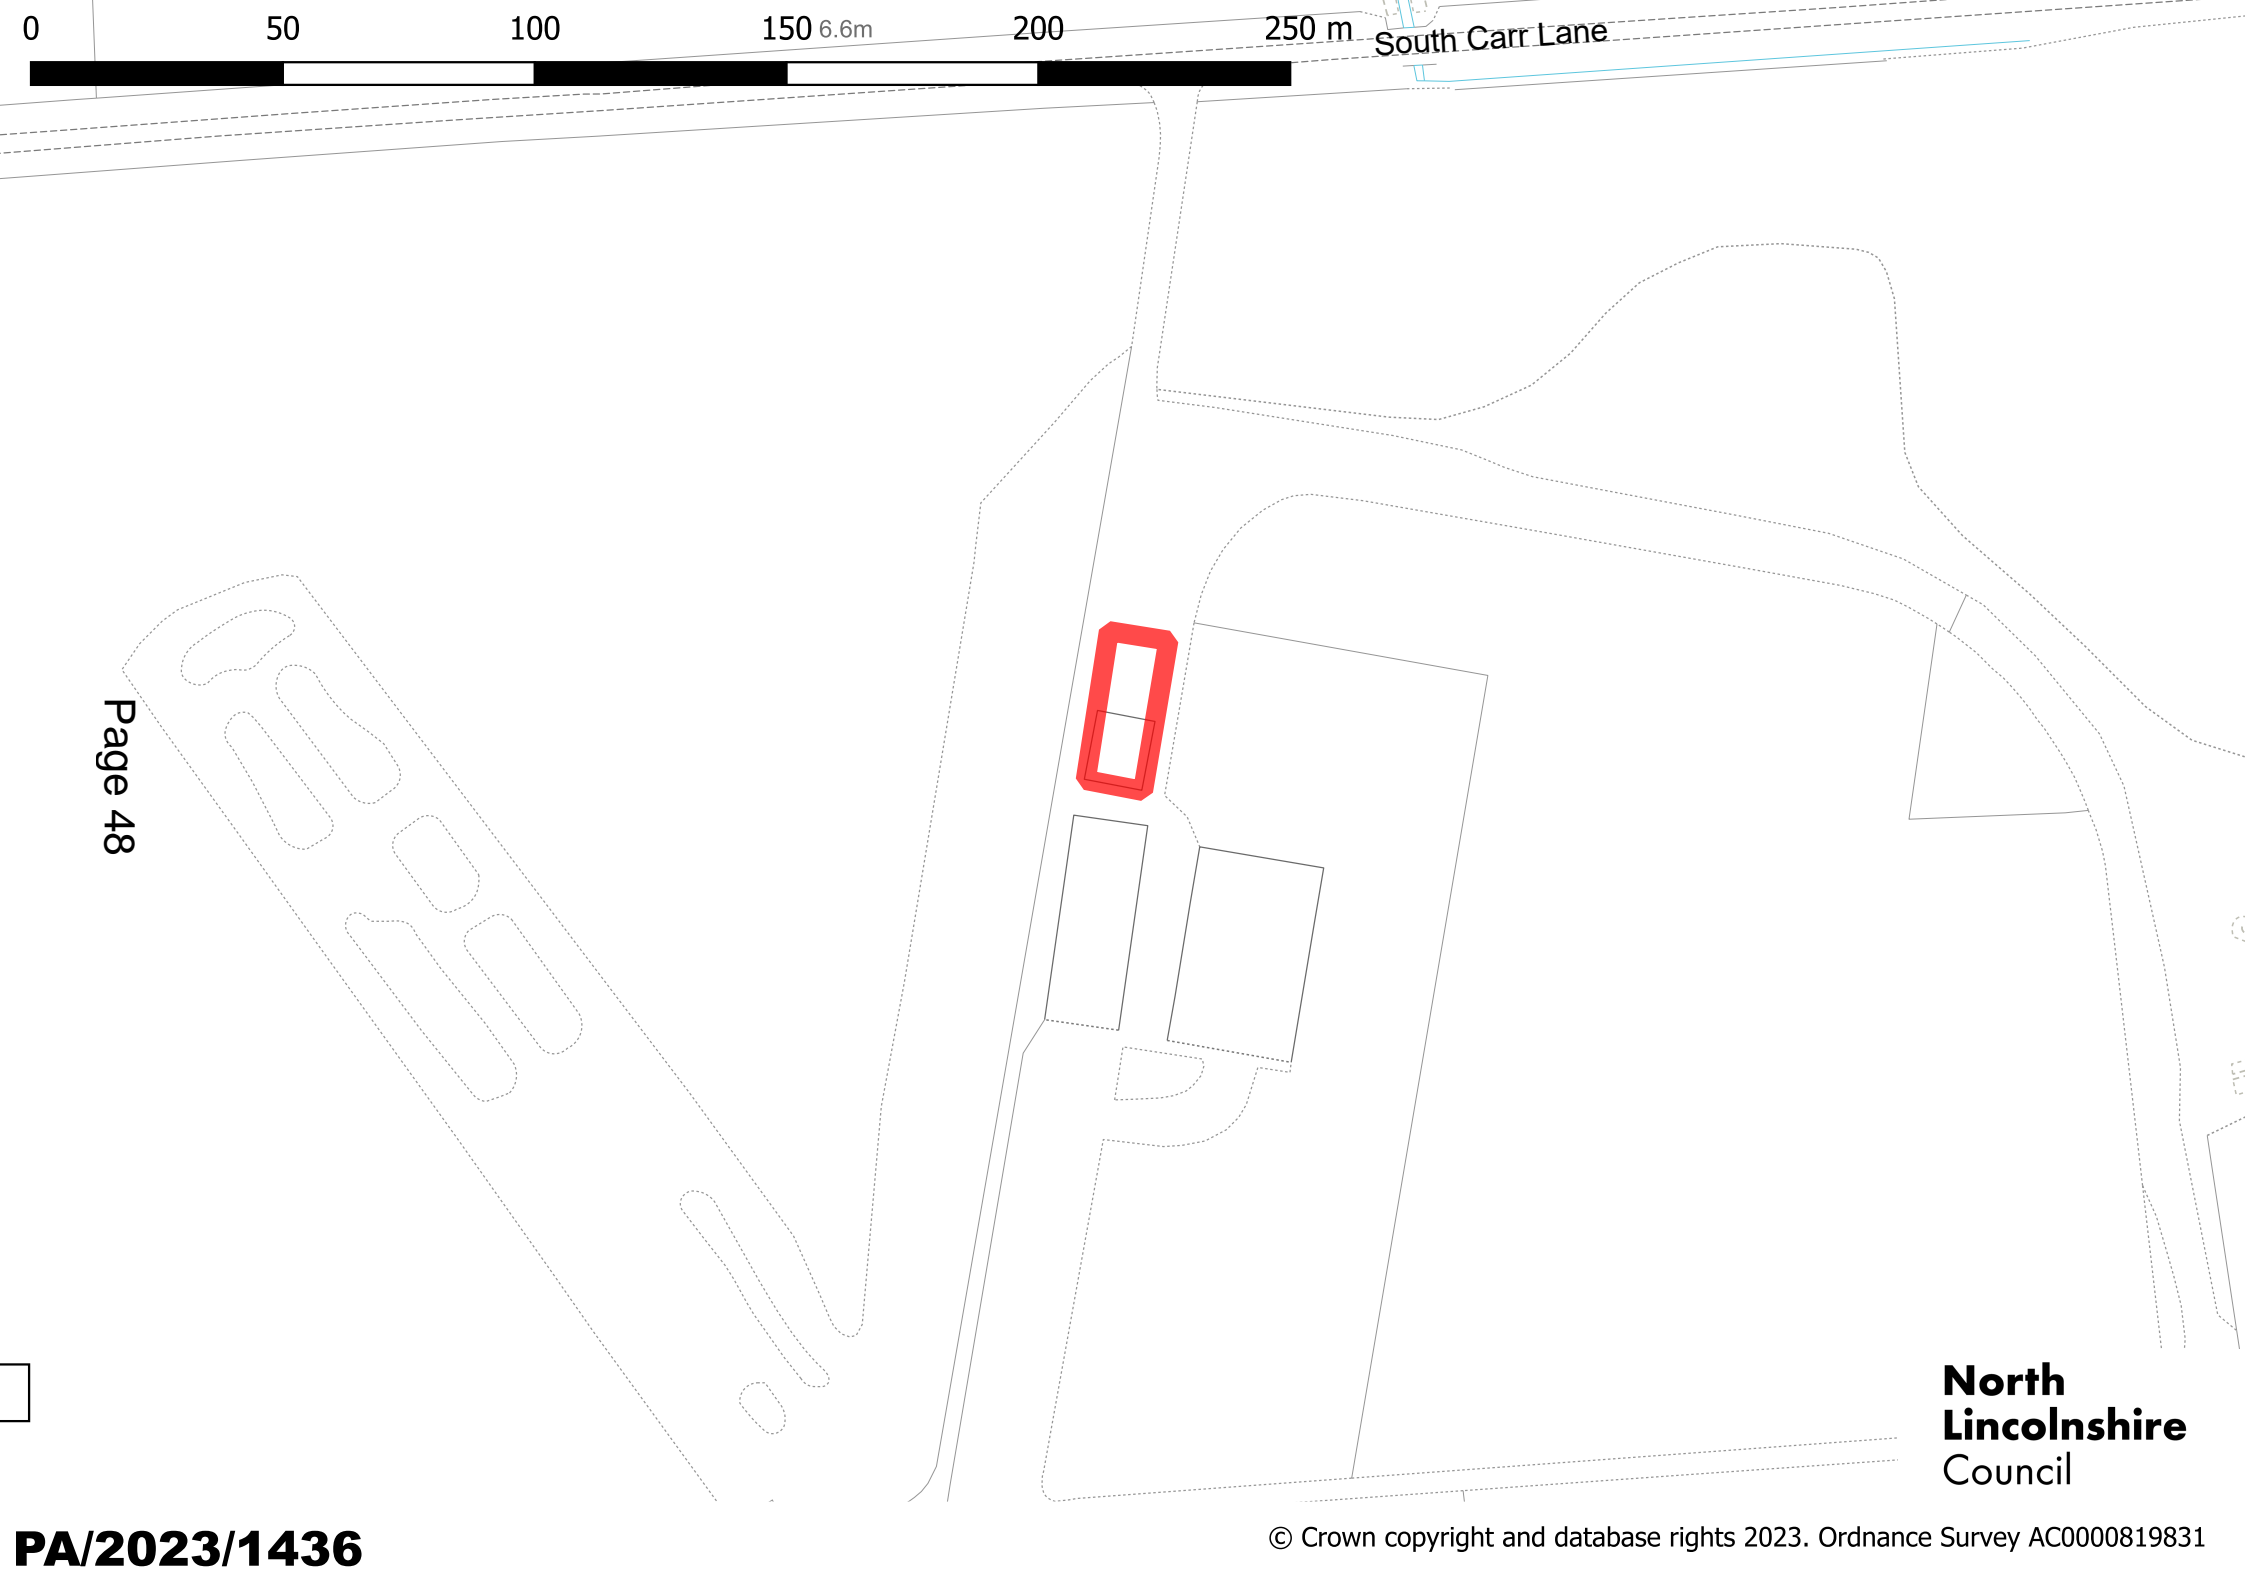 0 50 100 150 200 250 m
6.6m
South Carr Lane
Page 48
North
Lincolnshire
Council
PA/2023/1436
© Crown copyright and database rights 2023. Ordnance Survey AC0000819831